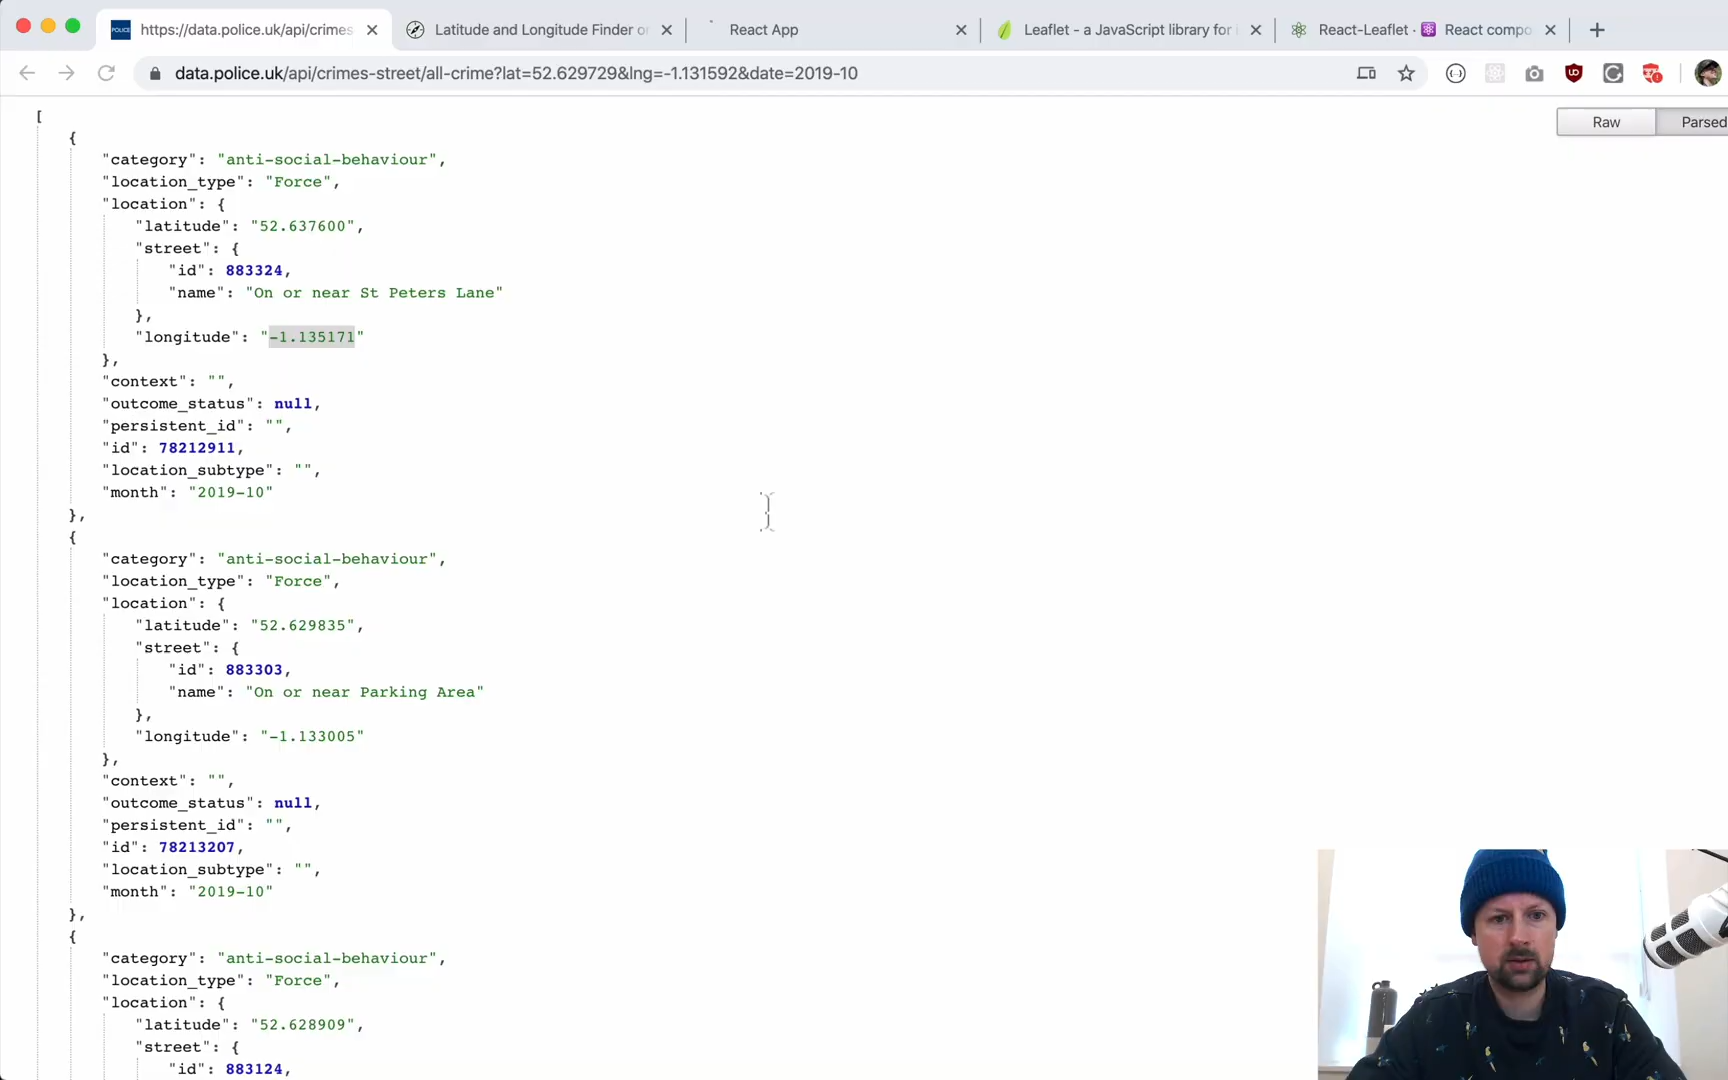 https://data.police.uk/api/crimes
Latitude and Longitude Finder o
React App
Leaflet - a JavaScript library for
React-Leaflet · React compo
data.police.uk/api/crimes-street/all-crime?lat=52.629729&lng=-1.131592&date=2019-10
Raw
Parsed
[
{
"category": "anti-social-behaviour",
"location_type": "Force",
"location": {
"latitude": "52.637600",
"street": {
"id": 883324,
"name": "On or near St Peters Lane"
},
"longitude": "-1.135171"
},
"context": "",
"outcome_status": null,
"persistent_id": "",
"id": 78212911,
"location_subtype": "",
"month": "2019-10"
},
{
"category": "anti-social-behaviour",
"location_type": "Force",
"location": {
"latitude": "52.629835",
"street": {
"id": 883303,
"name": "On or near Parking Area"
},
"longitude": "-1.133005"
},
"context": "",
"outcome_status": null,
"persistent_id": "",
"id": 78213207,
"location_subtype": "",
"month": "2019-10"
},
{
"category": "anti-social-behaviour",
"location_type": "Force",
"location": {
"latitude": "52.628909",
"street": {
"id": 883124,